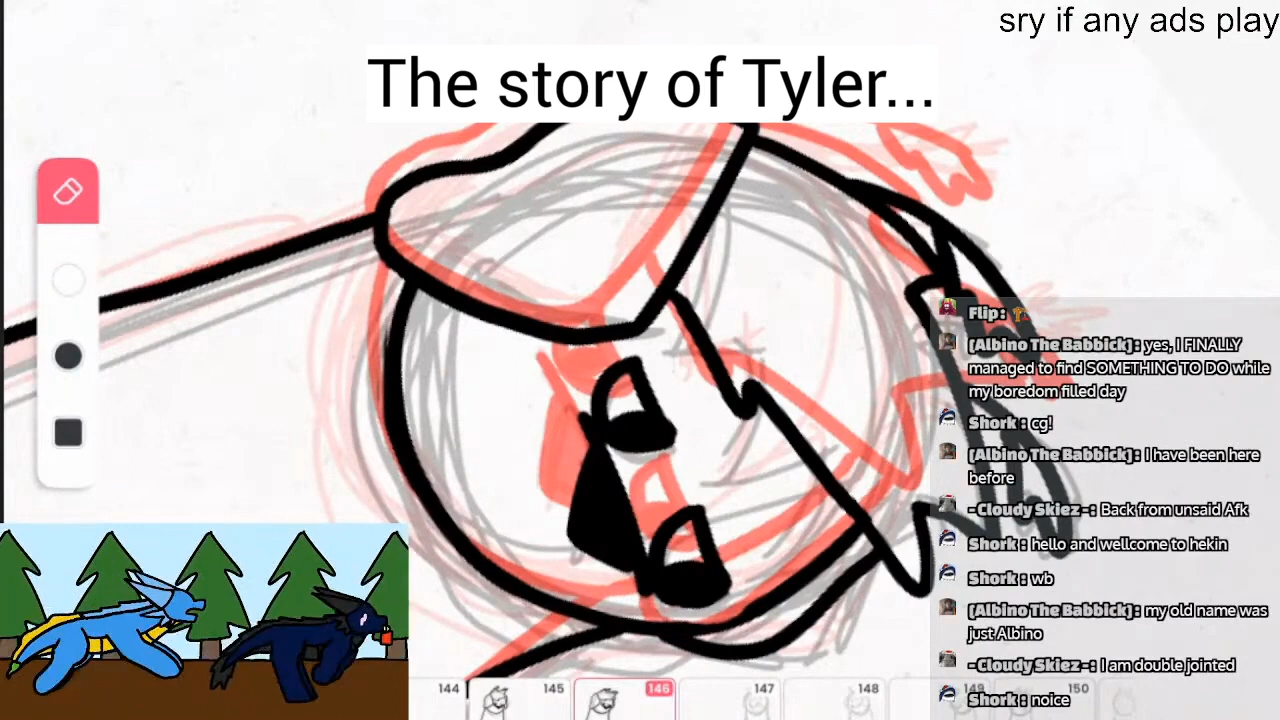 sry if any ads play
The story of Tyler...
Flip:
[Albino The Babbick]: yes, I FINALLY
managed to find SOMETHING TO DO while
my boredom filled day
Shork : cg!
[Albino The Babbick]: I have been here
before
- Cloudy Skiez -: Back from unsaid Afk
Shork : hello and wellcome to hekin
Shork : wb
[Albino The Babbick]: my old name was
just Albino
- Cloudy Skiez -: I am double jointed
Shork : noice
144 145 146 147 148 149 150